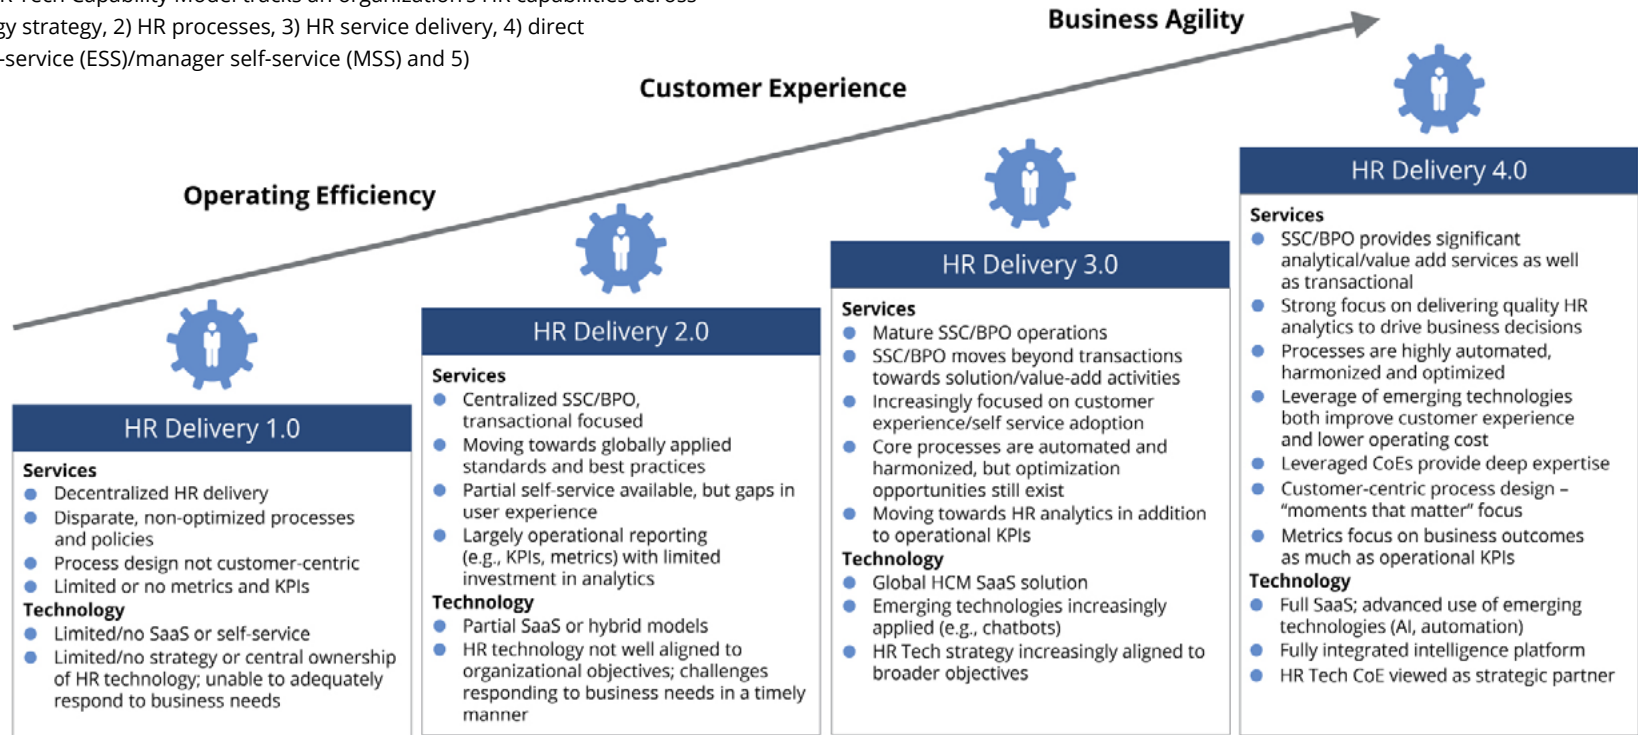 HR Tech Capability Model tracks an organization's HR capabilities across
strategy, 2) HR processes, 3) HR service delivery, 4) direct
-service (ESS)/manager self-service (MSS) and 5)
Business Agility
Customer Experience
Operating Efficiency
HR Delivery 1.0
Services
Decentralized HR delivery
Disparate, non-optimized processes
and policies
Process design not customer-centric
Limited or no metrics and KPIs
Technology
Limited/no SaaS or self-service
Limited/no strategy or central ownership
of HR technology; unable to adequately
respond to business needs
HR Delivery 2.0
Services
Centralized SSC/BPO,
transactional focused
Moving towards globally applied
standards and best practices
Partial self-service available, but gaps in
user experience
Largely operational reporting
(e.g., KPIs, metrics) with limited
investment in analytics
Technology
Partial SaaS or hybrid models
HR technology not well aligned to
organizational objectives; challenges
responding to business needs in a timely
manner
HR Delivery 3.0
Services
Mature SSC/BPO operations
SSC/BPO moves beyond transactions
towards solution/value-add activities
Increasingly focused on customer
experience/self service adoption
Core processes are automated and
harmonized, but optimization
opportunities still exist
Moving towards HR analytics in addition
to operational KPIs
Technology
Global HCM SaaS solution
Emerging technologies increasingly
applied (e.g., chatbots)
HR Tech strategy increasingly aligned to
broader objectives
HR Delivery 4.0
Services
SSC/BPO provides significant
analytical/value add services as well
as transactional
Strong focus on delivering quality HR
analytics to drive business decisions
Processes are highly automated,
harmonized and optimized
Leverage of emerging technologies
both improve customer experience
and lower operating cost
Leveraged CoEs provide deep expertise
Customer-centric process design –
“moments that matter” focus
Metrics focus on business outcomes
as much as operational KPIs
Technology
Full SaaS; advanced use of emerging
technologies (AI, automation)
Fully integrated intelligence platform
HR Tech CoE viewed as strategic partner